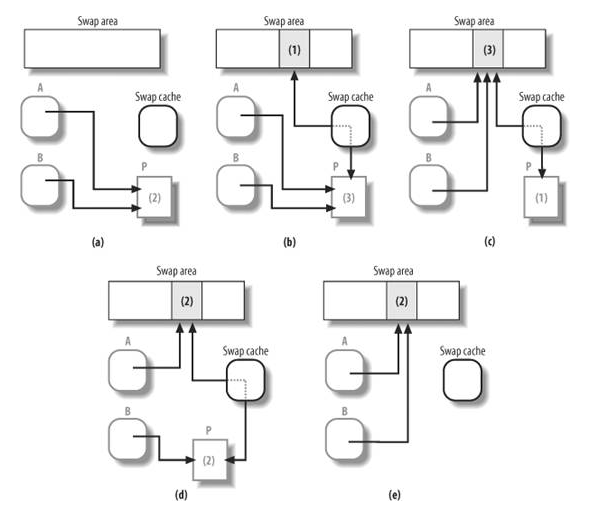 Swap area
(1)
A
Swap cache
B
P
(2)
(a)
Swap area
(1)
A
Swap cache
B
P
(3)
(b)
Swap area
(3)
A
Swap cache
B
P
(1)
(c)
Swap area
(2)
A
Swap cache
B
P
(2)
(d)
Swap area
(2)
A
Swap cache
B
(e)